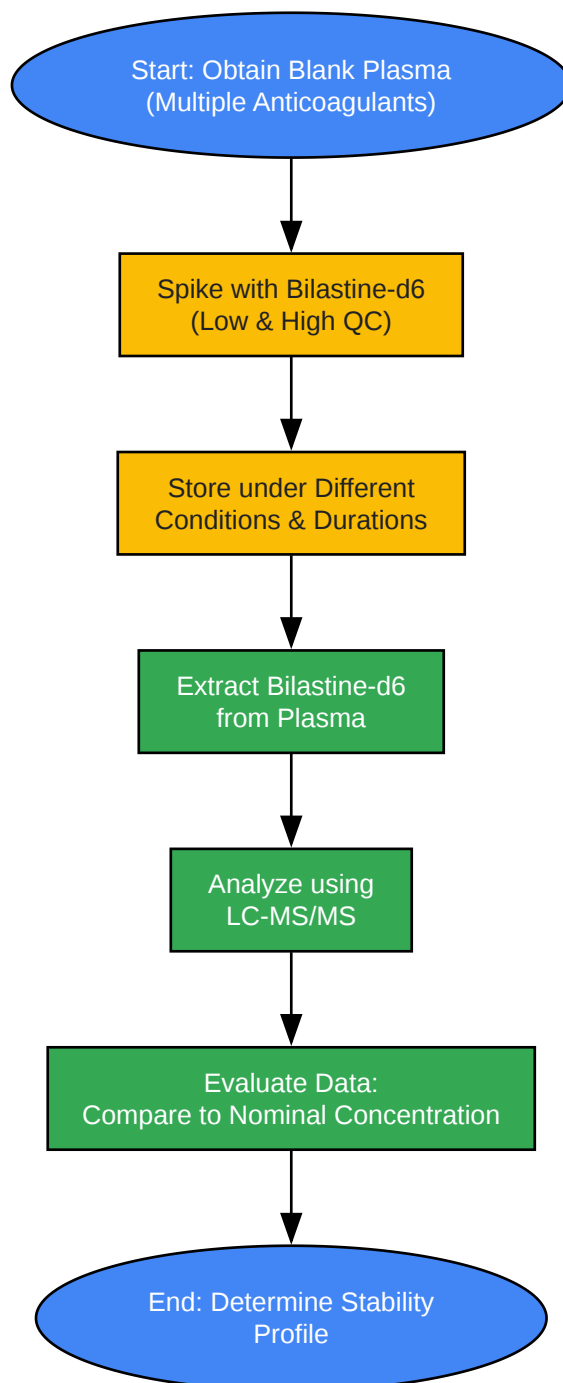 Start: Obtain Blank Plasma
(Multiple Anticoagulants)
Spike with Bilastine-d6
(Low & High QC)
Store under Different
Conditions & Durations
Extract Bilastine-d6
from Plasma
Analyze using
LC-MS/MS
Evaluate Data:
Compare to Nominal Concentration
End: Determine Stability
Profile